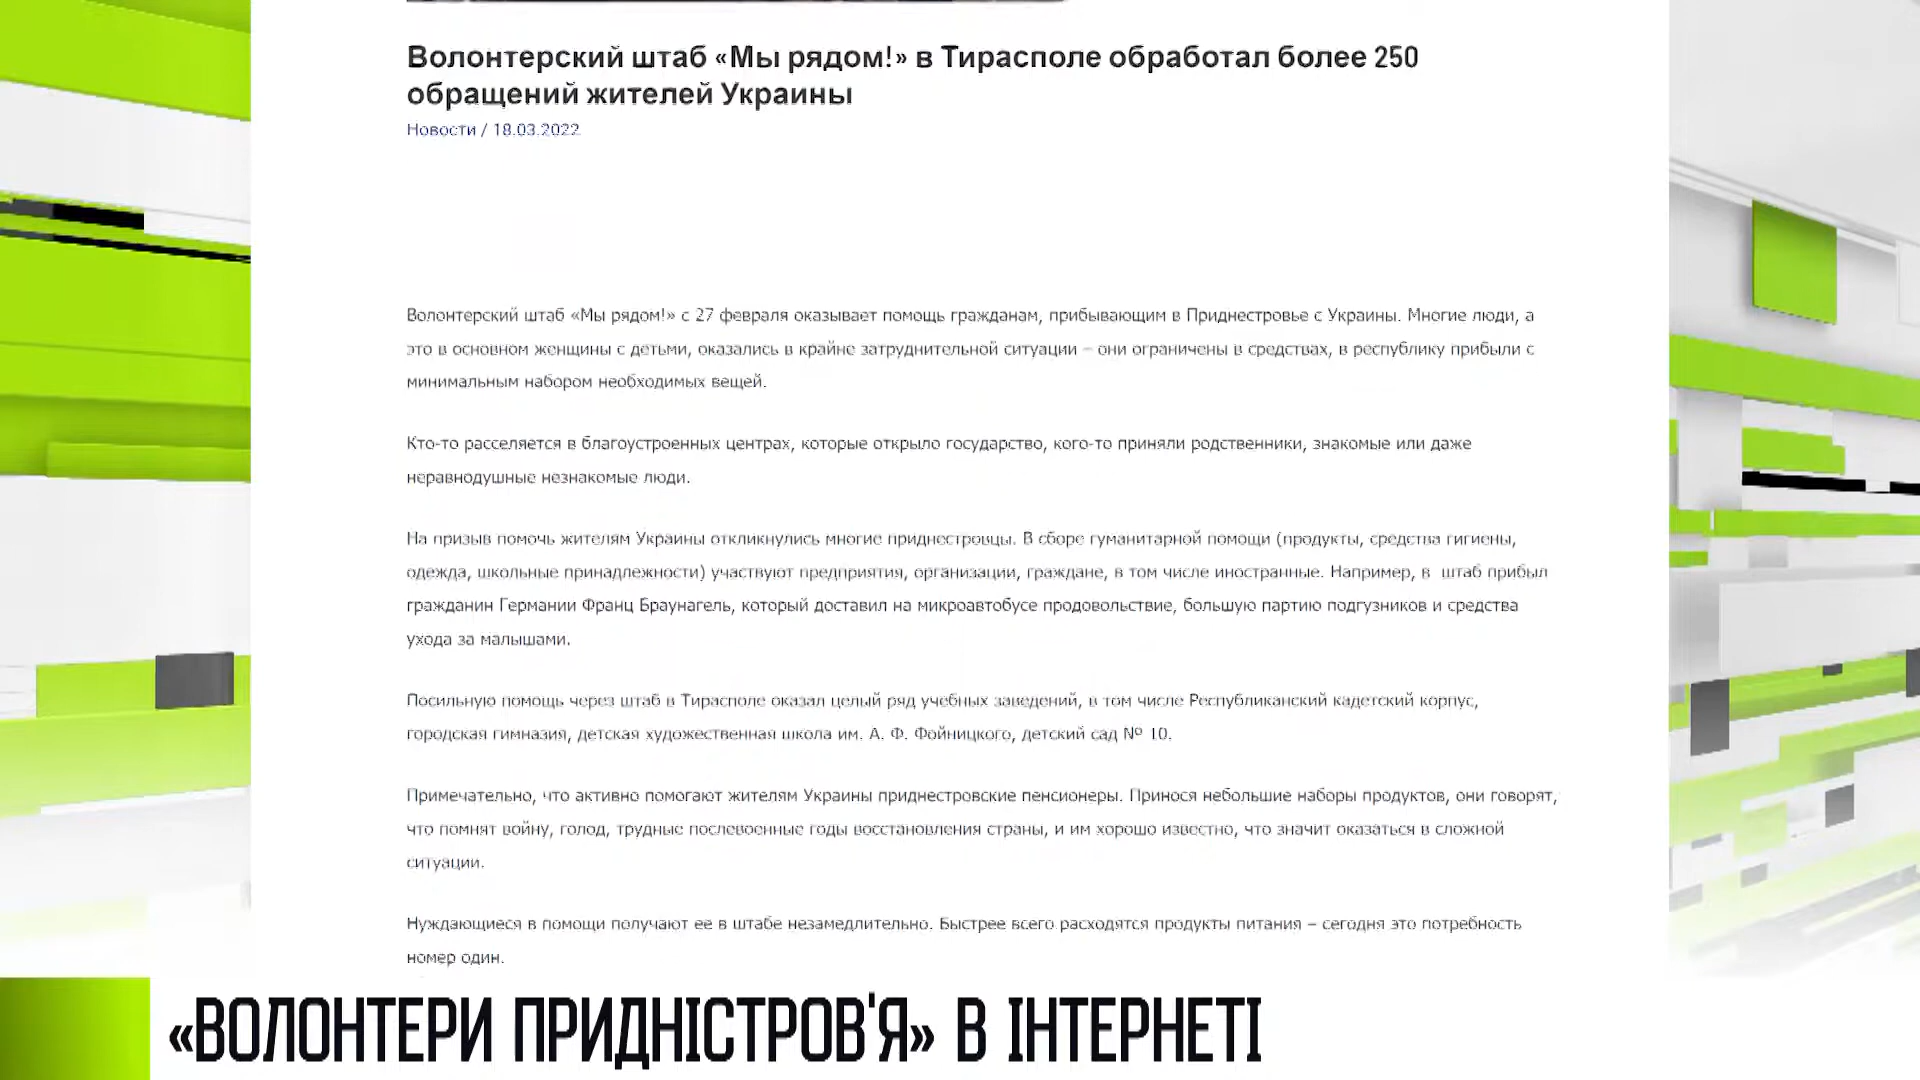 Волонтерский штаб «Мы рядом!» в Тирасполе обработал более 250
обращений жителей Украины
Новости / 18.03.2022
Волонтерский штаб «Мы рядом!» с 27 февраля оказывает помощь гражданам, прибывающим в Приднестровье с Украины. Многие люди, а
это в основном женщины с детьми, оказались в крайне затруднительной ситуации – они ограничены в средствах, в республику прибыли с
минимальным набором необходимых вещей.
Кто-то расселяется в благоустроенных центрах, которые открыло государство, кого-то приняли родственники, знакомые или даже
неравнодушные незнакомые люди.
На призыв помочь жителям Украины откликнулись многие приднестровцы. В сборе гуманитарной помощи (продукты, средства гигиены,
одежда, школьные принадлежности) участвуют предприятия, организации, граждане, в том числе иностранные. Например, в штаб прибыл
гражданин Германии Франц Браунагель, который доставил на микроавтобусе продовольствие, большую партию подгузников и средства
ухода за малышами.
Посильную помощь через штаб в Тирасполе оказал целый ряд учебных заведений, в том числе Республиканский кадетский корпус,
городская гимназия, детская художественная школа им. А. Ф. Фойницкого, детский сад № 10.
Примечательно, что активно помогают жителям Украины приднестровские пенсионеры. Принося небольшие наборы продуктов, они говорят,
что помнят войну, голод, трудные послевоенные годы восстановления страны, и им хорошо известно, что значит оказаться в сложной
ситуации.
Нуждающиеся в помощи получают ее в штабе незамедлительно. Быстрее всего расходятся продукты питания – сегодня это потребность
номер один.
«ВОЛОНТЕРИ ПРИДНІСТРОВ'Я» В ІНТЕРНЕТІ